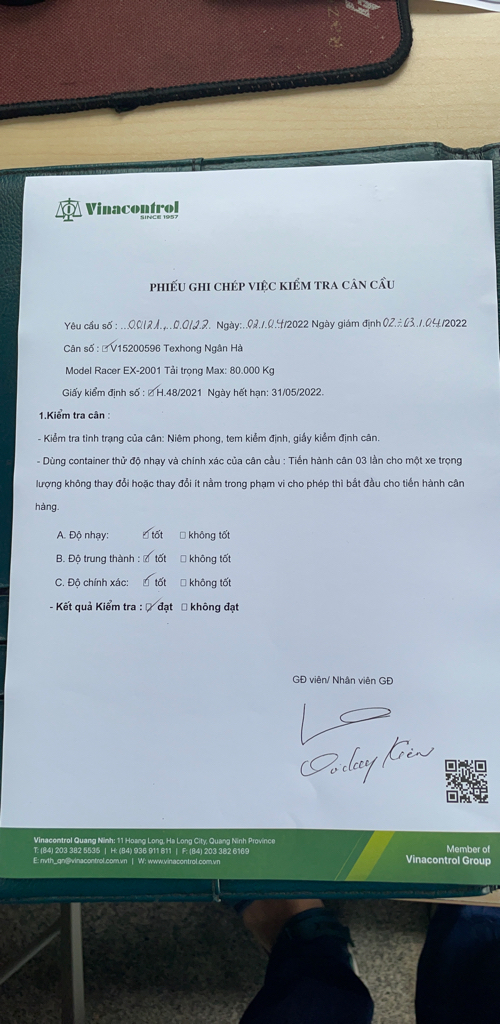 Vinacontrol
SINCE 1957
PHIẾU GHI CHÉP VIỆC KIỂM TRA CÂN CẦU
Yêu cầu số : ...00121...,..00122. Ngày:..02./.04/2022 Ngày giám định 02÷03./.04./2022
Cân số : ☑V15200596 Texhong Ngân Hà
Model Racer EX-2001 Tải trọng Max: 80.000 Kg
Giấy kiểm định số : ☑H.48/2021 Ngày hết hạn: 31/05/2022.
1.Kiểm tra cân :
- Kiểm tra tình trạng của cân: Niêm phong, tem kiểm định, giấy kiểm định cân.
- Dùng container thử độ nhạy và chính xác của cân cầu : Tiến hành cân 03 lần cho một xe trọng
lượng không thay đổi hoặc thay đổi ít nằm trong phạm vi cho phép thì bắt đầu cho tiến hành cân
hàng.
A. Độ nhạy: ☑ tốt ☐ không tốt
B. Độ trung thành : ☑ tốt ☐ không tốt
C. Độ chính xác: ☑ tốt ☐ không tốt
- Kết quả Kiểm tra : ☑ đạt ☐ không đạt
GĐ viên/ Nhân viên GĐ
Kiên
Vinacontrol Quang Ninh: 11 Hoang Long, Ha Long City, Quang Ninh Province
T: (84) 203 382 5535 | H: (84) 936 911 811 | F: (84) 203 382 6169
E: nvth_qn@vinacontrol.com.vn | W: www.vinacontrol.com.vn
Member of
Vinacontrol Group